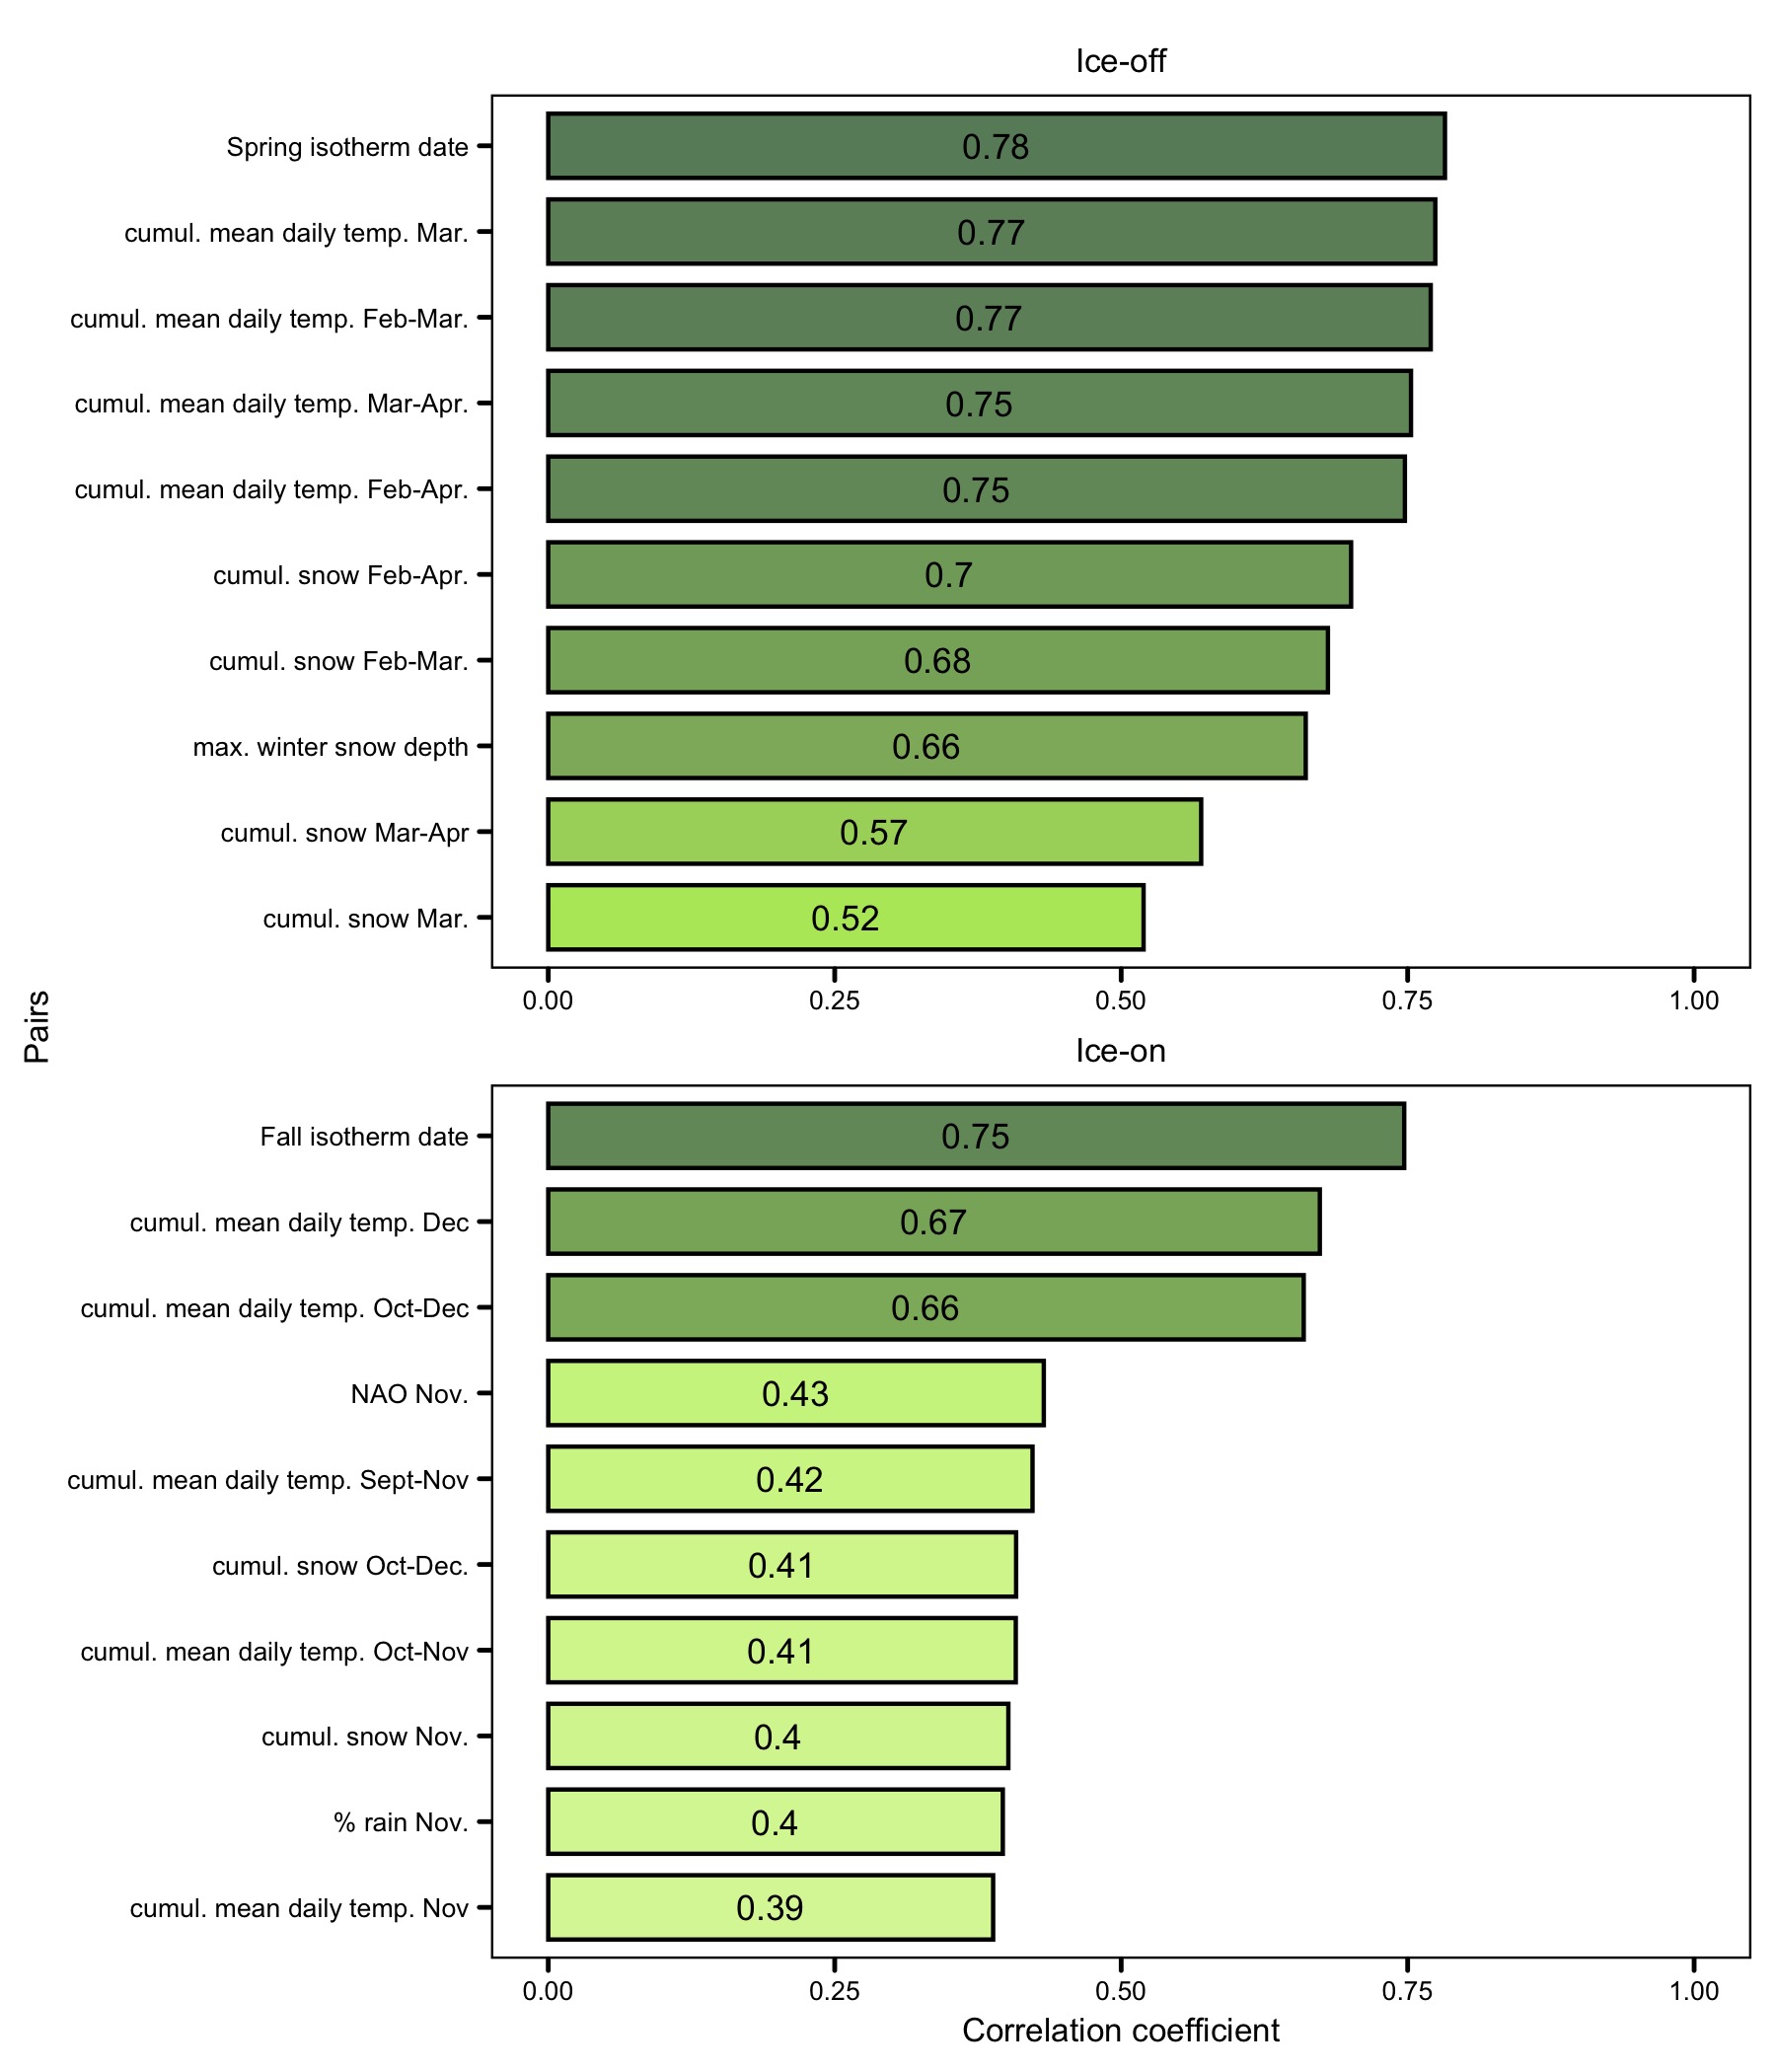 Ice-off
Spring isotherm date 0.78
cumul. mean daily temp. Mar. 0.77
cumul. mean daily temp. Feb-Mar. 0.77
cumul. mean daily temp. Mar-Apr. 0.75
cumul. mean daily temp. Feb-Apr. 0.75
cumul. snow Feb-Apr. 0.7
cumul. snow Feb-Mar. 0.68
max. winter snow depth 0.66
cumul. snow Mar-Apr 0.57
cumul. snow Mar. 0.52
0.00 0.25 0.50 0.75 1.00
Pairs
Ice-on
Fall isotherm date 0.75
cumul. mean daily temp. Dec 0.67
cumul. mean daily temp. Oct-Dec 0.66
NAO Nov. 0.43
cumul. mean daily temp. Sept-Nov 0.42
cumul. snow Oct-Dec. 0.41
cumul. mean daily temp. Oct-Nov 0.41
cumul. snow Nov. 0.4
% rain Nov. 0.4
cumul. mean daily temp. Nov 0.39
0.00 0.25 0.50 0.75 1.00
Correlation coefficient